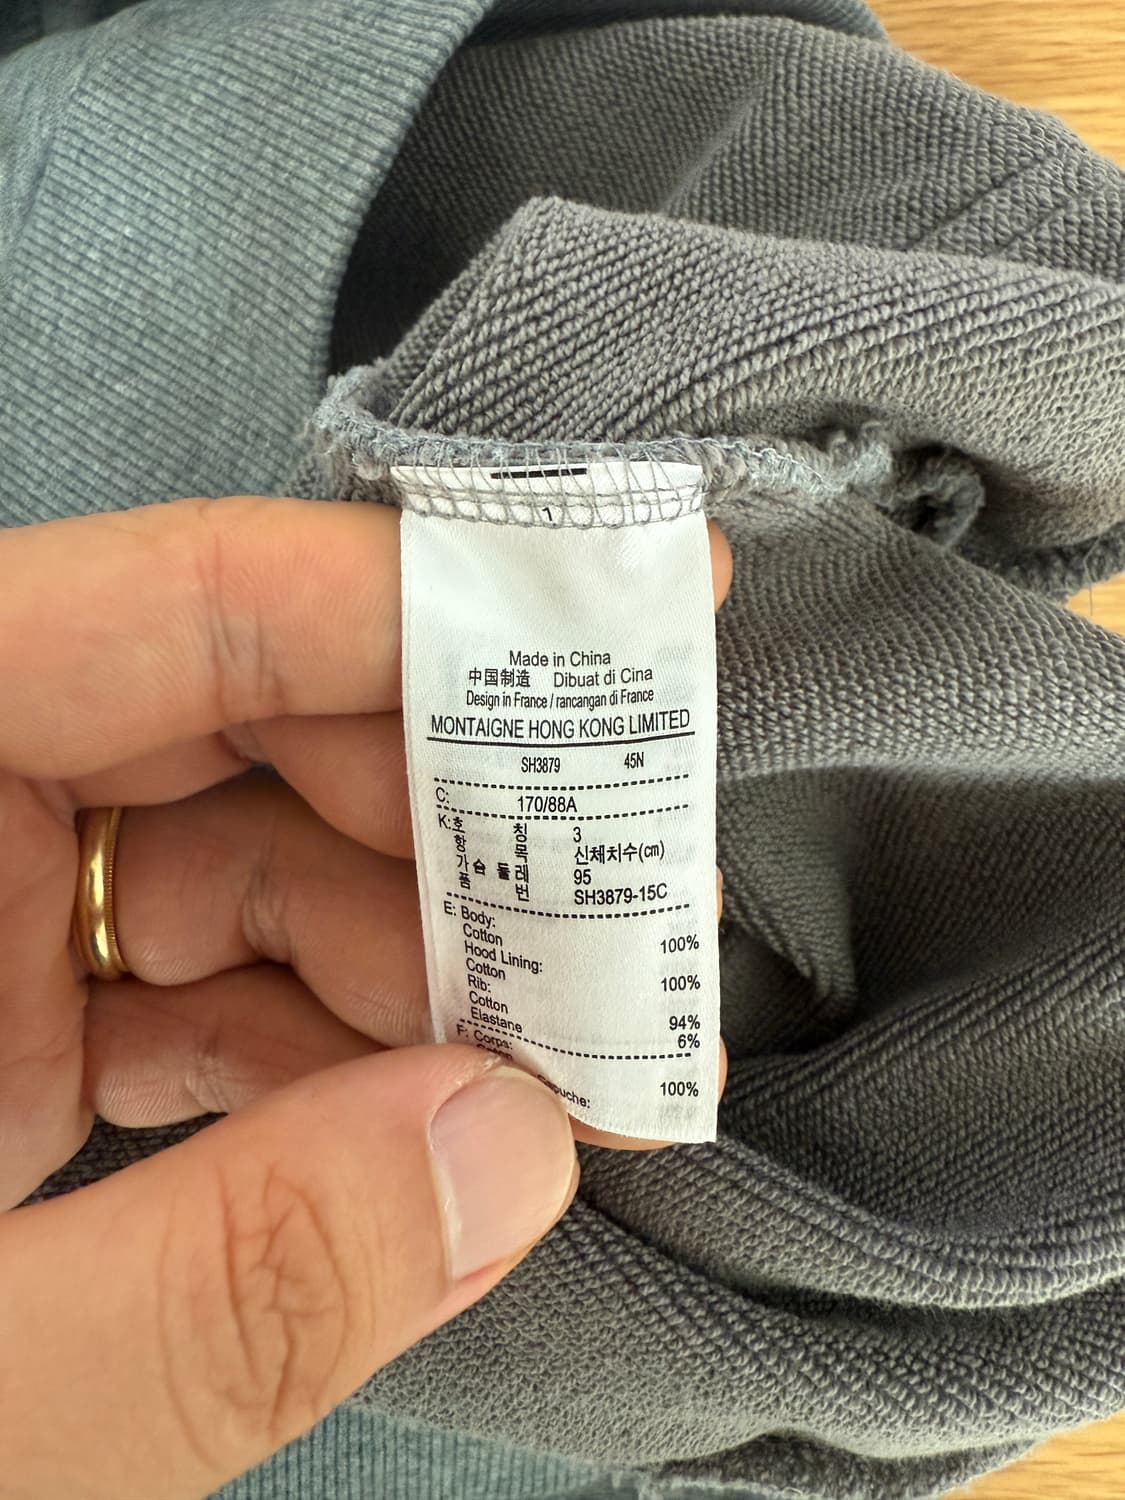 1
Made in China
中国制造 Dibuat di Cina
Design in France / rancangan di France
MONTAIGNE HONG KONG LIMITED
SH3879 45N
C: 170/88A
K:호 칭 3
항 목 신체치수(cm)
가슴 둘레 95
품 번 SH3879-15C
E: Body:
Cotton 100%
Hood Lining:
Cotton 100%
Rib:
Cotton 94%
Elastane 6%
F: Corps:
100%